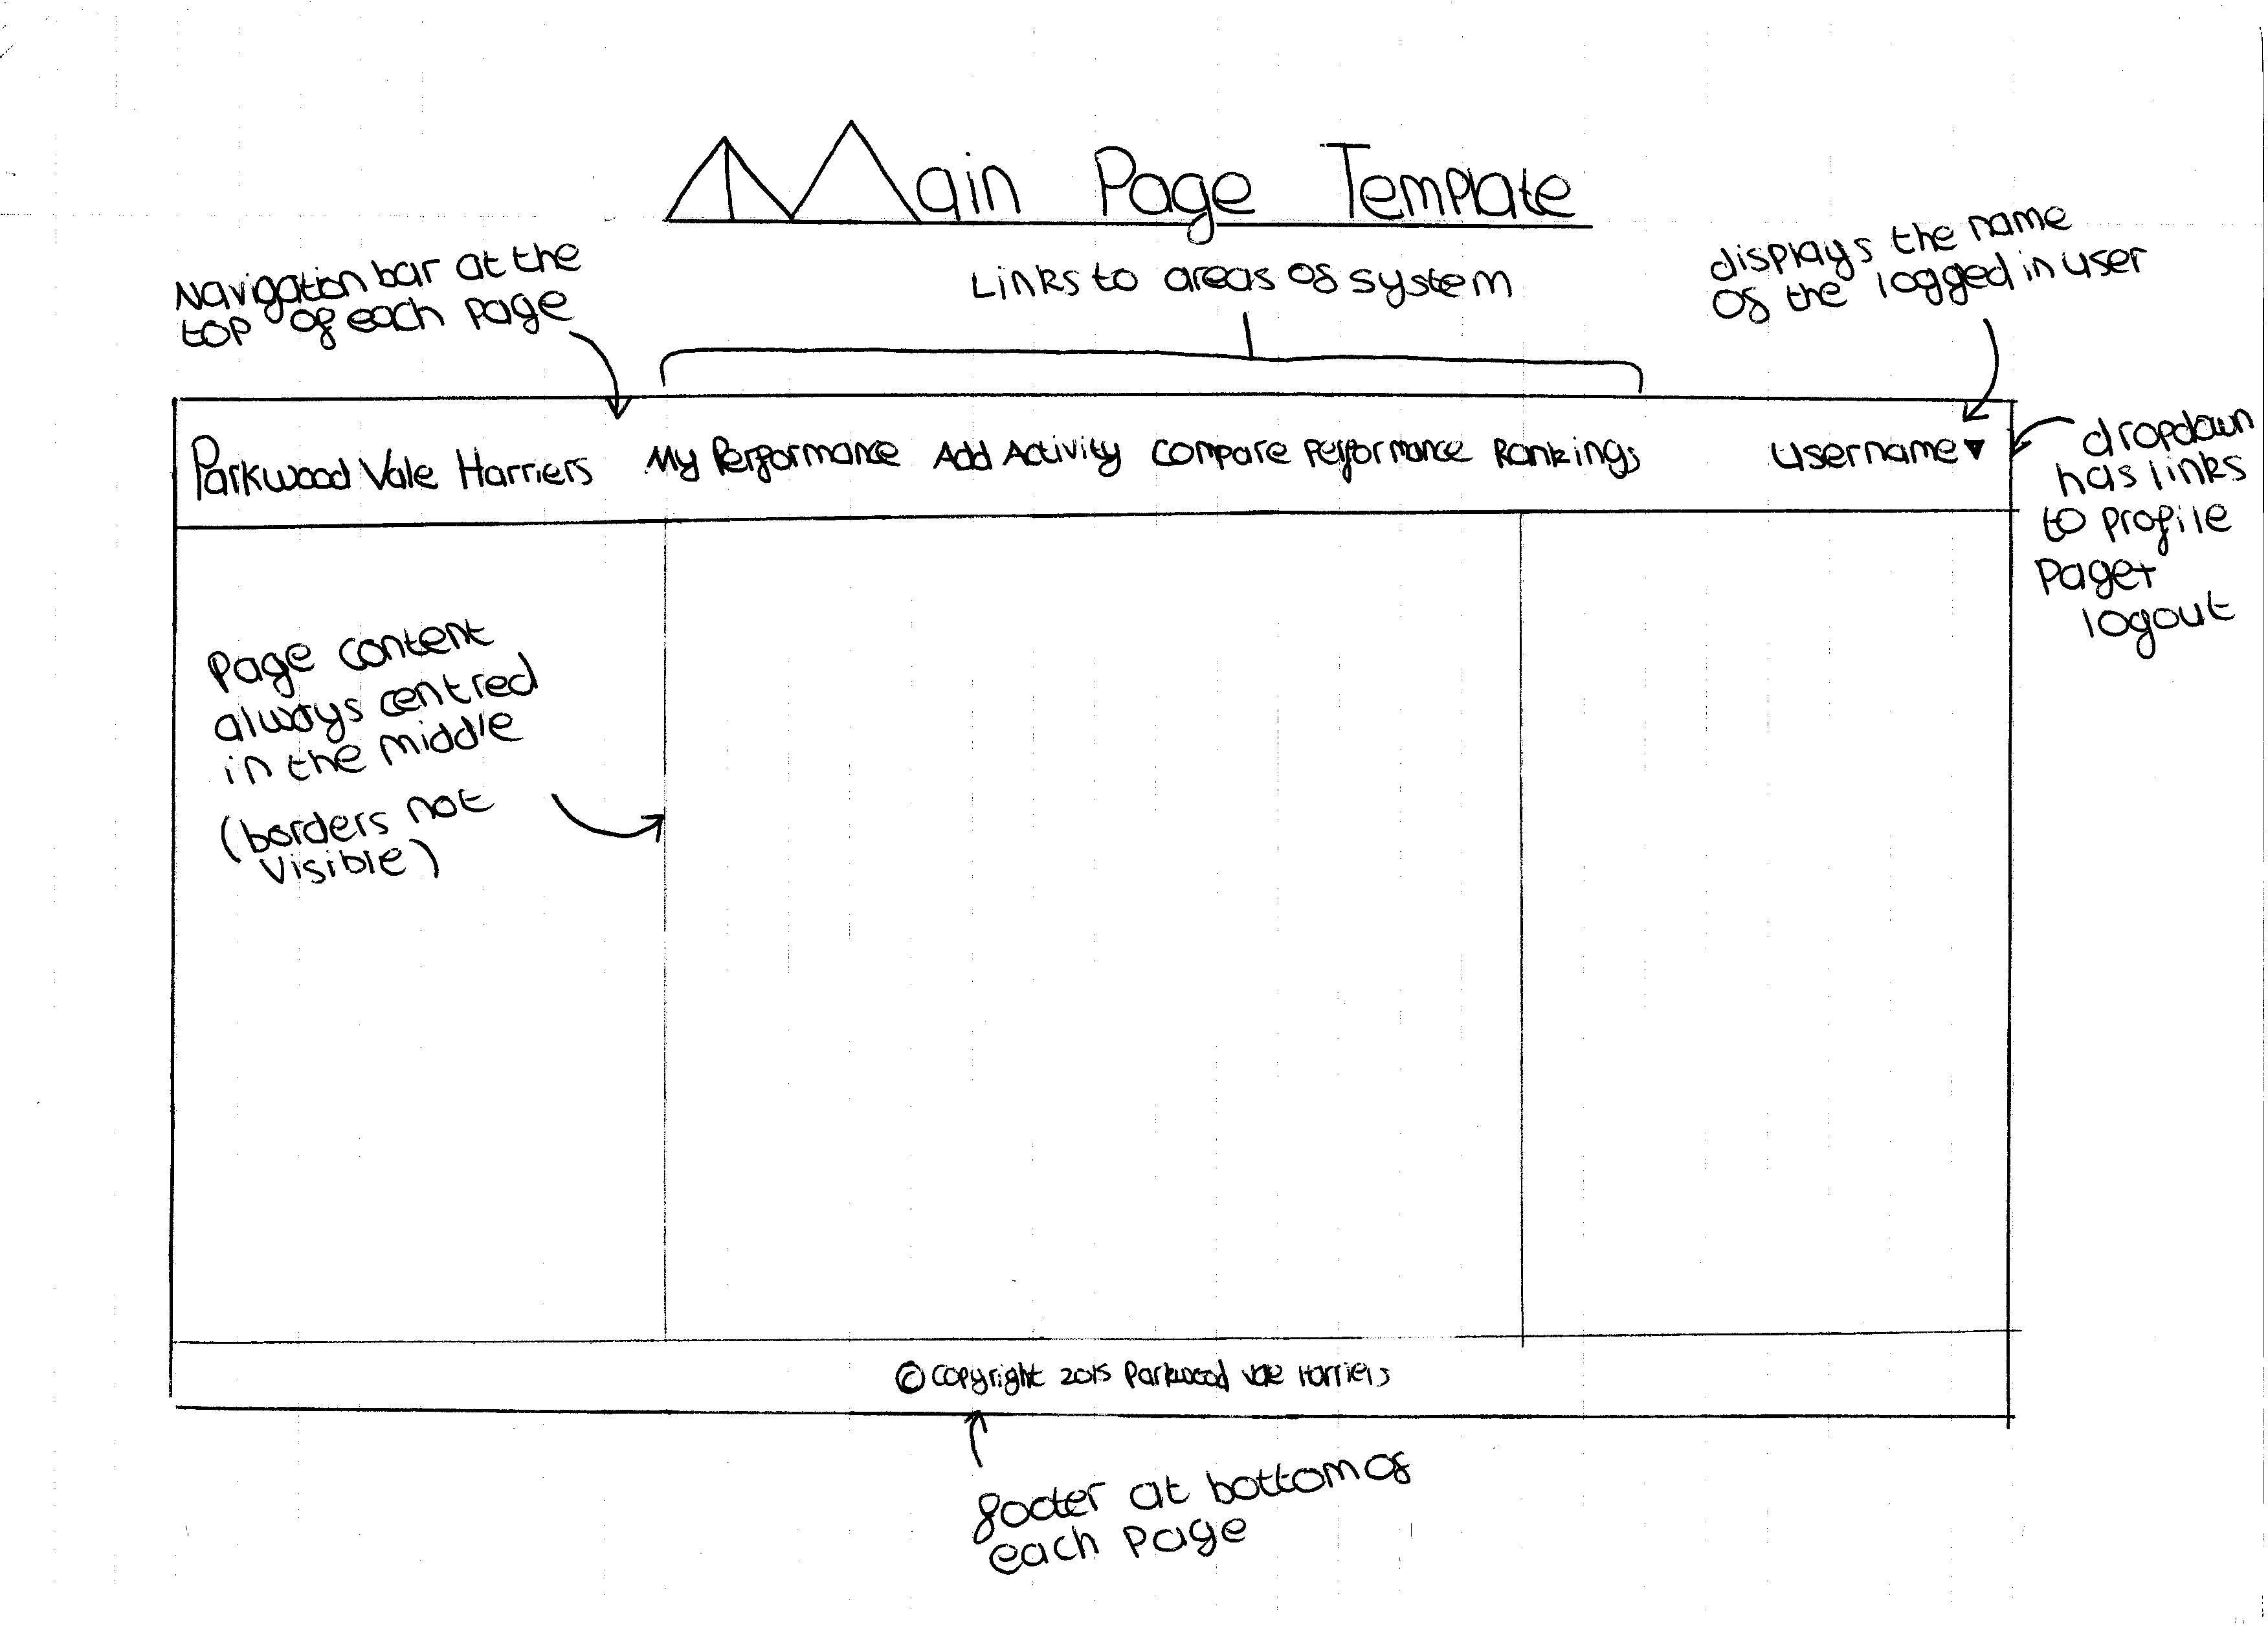 Main Page Template
Navigation bar at the
top of each page
Links to areas of system
displays the name
of the logged in user
Parkwood Vale Harriers My Performance Add Activity Compare Performance Rankings Username▼
dropdown
has links
to profile
page+
logout
Page content
always centred
in the middle
(borders not
visible)
© Copyright 2015 Parkwood Vale Harriers
footer at bottom of
each page